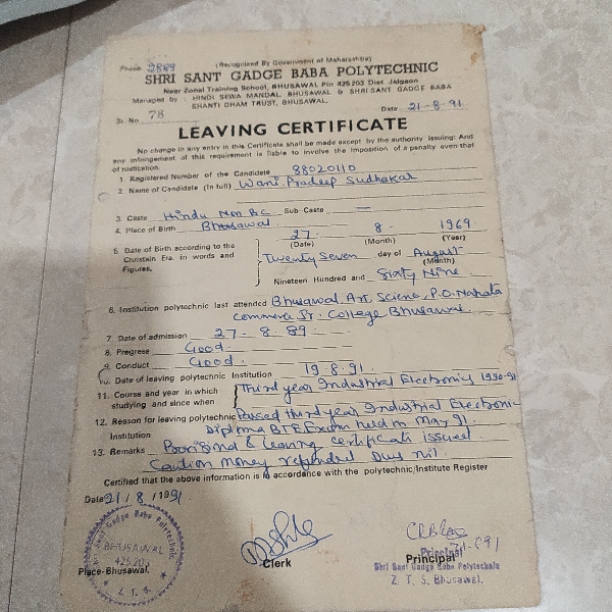 (Recognised By Government of Maharashtra)
Phone 2849
SHRI SANT GADGE BABA POLYTECHNIC
Near Zonal Training School, BHUSAWAL Pin 425203 Dist. Jalgaon
Managed by : HINDI SEWA MANDAL, BHUSAWAL & SHRI SANT GADGE BABA
SHANTI DHAM TRUST, BHUSAWAL.
Sr. No. 78 Date 21-8-91.
LEAVING CERTIFICATE
No change in any entry in this Certificate shall be made except by the authority issuing: And
any infringement of this requirement is liable to involve the imposition of a penalty even that
of rustication.
1. Registered Number of the Candidate 88020110
2. Name of Candidate (in full) Wani Pradeep Sudhakar
3. Caste Hindu Non B.C. Sub-Caste —
4. Place of Birth Bhusawal
5. Date of Birth according to the Christain Era, in words and Figures, 27 8 1969
(Date) (Month) (Year)
Twenty Seven day of August
(Month)
Nineteen Hundred and Sixty Nine
6. Institution polytechnic last attended Bhusawal Art, Science, P.O. Nahata
Commerce Jr. College Bhusawal.
7. Date of admission 27-8-89.
8. Progress Good.
9. Conduct Good.
10. Date of leaving polytechnic Institution 19.8.91.
11. Course and year in which studying and since when Third year Industrial Electronics 1990-91
12. Reason for leaving polytechnic Institution Passed third year Industrial Electronic
Diploma BTE Exam held in May 91.
13. Remarks leaving certificate issued
Caution money refunded Dues nil.
Certified that the above information is in accordance with the polytechnic/Institute Register
Date 21/8/1991
Shri Sant Gadge Baba Polytechnic
BHUSAWAL
425 203
Z. T. S.
Place-Bhusawal.
Clerk
Principal
Principal
Shri Sant Gadge Baba Polytechnic
Z. T. S. Bhusawal.